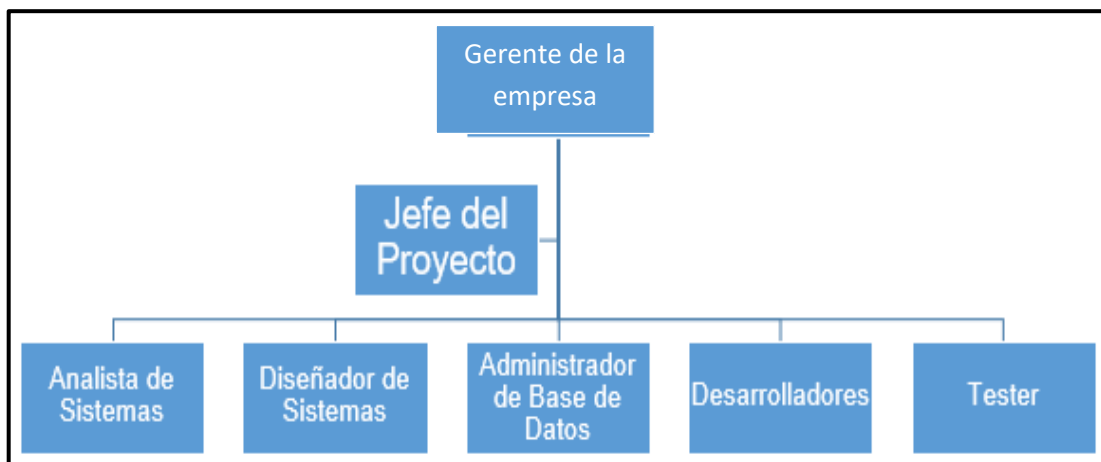 Gerente de la
empresa
Jefe del
Proyecto
Analista de
Sistemas
Diseñador de
Sistemas
Administrador
de Base de
Datos
Desarrolladores
Tester